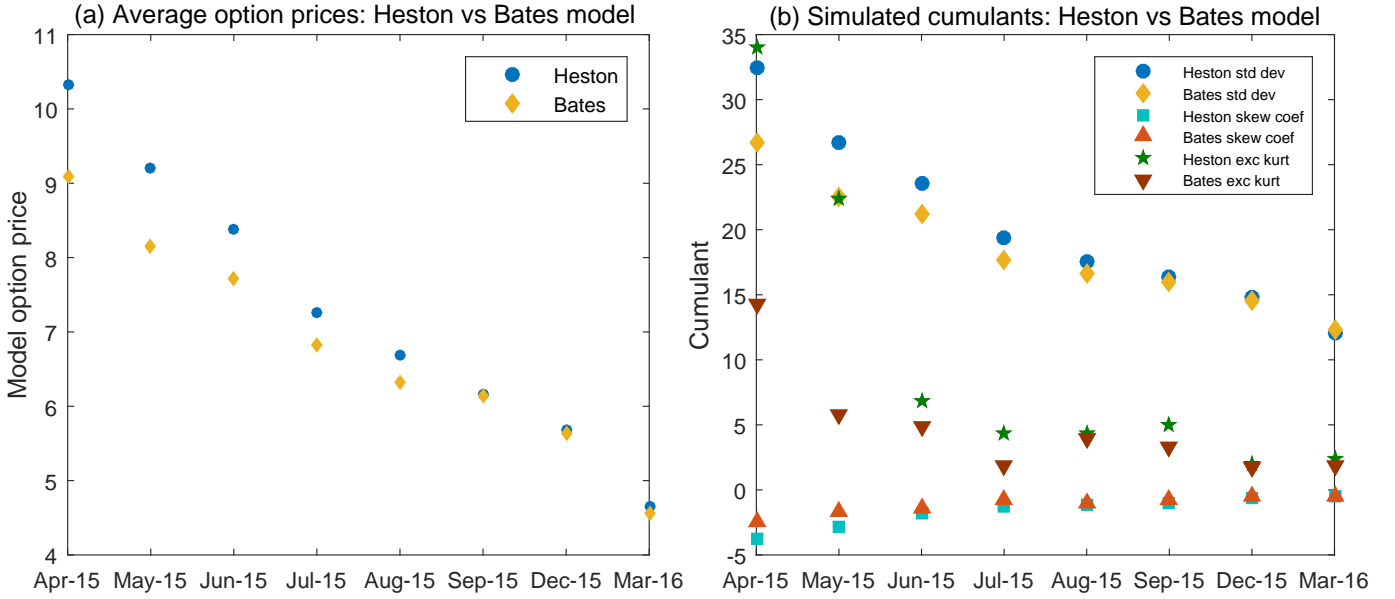 (a) Average option prices: Heston vs Bates model
11
10
9
8
7
6
5
4
Model option price
Heston
Bates
Apr-15 May-15 Jun-15 Jul-15 Aug-15 Sep-15 Dec-15 Mar-16
(b) Simulated cumulants: Heston vs Bates model
35
30
25
20
15
10
5
0
-5
Cumulant
Heston std dev
Bates std dev
Heston skew coef
Bates skew coef
Heston exc kurt
Bates exc kurt
Apr-15 May-15 Jun-15 Jul-15 Aug-15 Sep-15 Dec-15 Mar-16